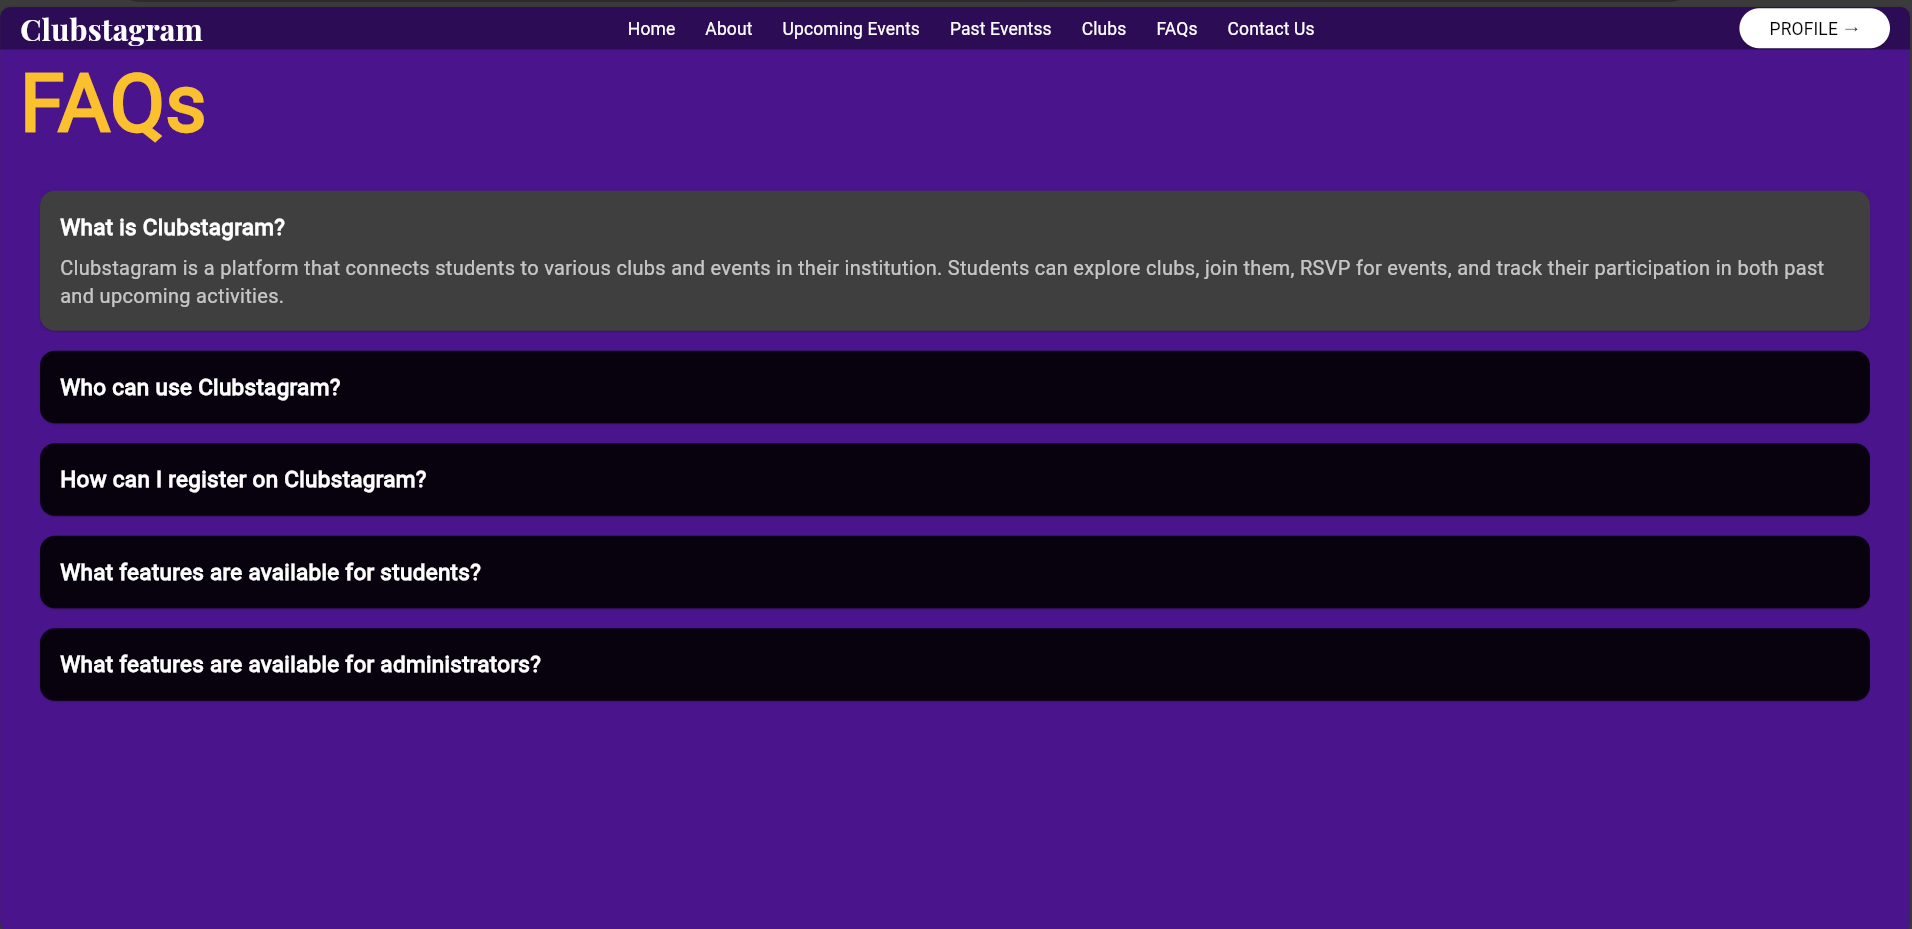 Clubstagram
Home About Upcoming Events Past Eventss Clubs FAQs Contact Us
PROFILE →
FAQs
What is Clubstagram?
Clubstagram is a platform that connects students to various clubs and events in their institution. Students can explore clubs, join them, RSVP for events, and track their participation in both past
and upcoming activities.
Who can use Clubstagram?
How can I register on Clubstagram?
What features are available for students?
What features are available for administrators?